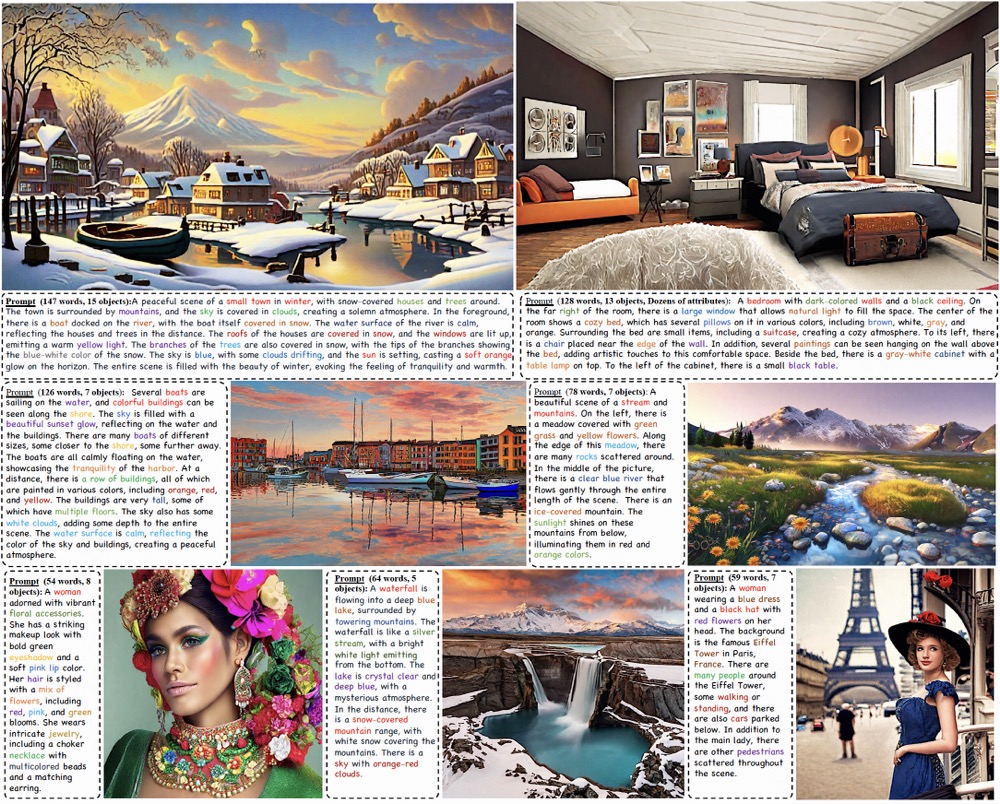 Prompt (147 words, 15 objects):A peaceful scene of a small town in winter, with snow-covered houses and trees around.
The town is surrounded by mountains, and the sky is covered in clouds, creating a solemn atmosphere. In the foreground,
there is a boat docked on the river, with the boat itself covered in snow. The water surface of the river is calm,
reflecting the houses and trees in the distance. The roofs of the houses are covered in snow, and the windows are lit up,
emitting a warm yellow light. The branches of the trees are also covered in snow, with the tips of the branches showing
the blue-white color of the snow. The sky is blue, with some clouds drifting, and the sun is setting, casting a soft orange
glow on the horizon. The entire scene is filled with the beauty of winter, evoking the feeling of tranquility and warmth.
Prompt (128 words, 13 objects, Dozens of attributes): A bedroom with dark-colored walls and a black ceiling. On
the far right of the room, there is a large window that allows natural light to fill the space. The center of the
room shows a cozy bed, which has several pillows on it in various colors, including brown, white, gray, and
orange. Surrounding the bed are small items, including a suitcase, creating a cozy atmosphere. To the left, there
is a chair placed near the edge of the wall. In addition, several paintings can be seen hanging on the wall above
the bed, adding artistic touches to this comfortable space. Beside the bed, there is a gray-white cabinet with a
table lamp on top. To the left of the cabinet, there is a small black table.
Prompt (126 words, 7 objects): Several boats are
sailing on the water, and colorful buildings can be
seen along the shore. The sky is filled with a
beautiful sunset glow, reflecting on the water and
the buildings. There are many boats of different
sizes, some closer to the shore, some further away.
The boats are all calmly floating on the water,
showcasing the tranquility of the harbor. At a
distance, there is a row of buildings, all of which
are painted in various colors, including orange, red,
and yellow. The buildings are very tall, some of
which have multiple floors. The sky also has some
white clouds, adding some depth to the entire
scene. The water surface is calm, reflecting the
color of the sky and buildings, creating a peaceful
atmosphere.
Prompt (78 words, 7 objects): A
beautiful scene of a stream and
mountains. On the left, there is
a meadow covered with green
grass and yellow flowers. Along
the edge of this meadow, there
are many rocks scattered around.
In the middle of the picture,
there is a clear blue river that
flows gently through the entire
length of the scene. There is an
ice-covered mountain. The
sunlight shines on these
mountains from below,
illuminating them in red and
orange colors.
Prompt (54 words, 8
objects): A woman
adorned with vibrant
floral accessories.
She has a striking
makeup look with
bold green
eyeshadow and a
soft pink lip color.
Her hair is styled
with a mix of
flowers, including
red, pink, and green
blooms. She wears
intricate jewelry,
including a choker
necklace with
multicolored beads
and a matching
earring.
Prompt (64 words, 5
objects): A waterfall is
flowing into a deep blue
lake, surrounded by
towering mountains. The
waterfall is like a silver
stream, with a bright
white light emitting
from the bottom. The
lake is crystal clear and
deep blue, with a
mysterious atmosphere.
In the distance, there
is a snow-covered
mountain range, with
white snow covering the
mountains. There is a
sky with orange-red
clouds.
Prompt (59 words, 7
objects): A woman
wearing a blue dress
and a black hat with
red flowers on her
head. The background
is the famous Eiffel
Tower in Paris,
France. There are
many people around
the Eiffel Tower,
some walking or
standing, and there
are also cars parked
below. In addition to
the main lady, there
are other pedestrians
scattered throughout
the scene.